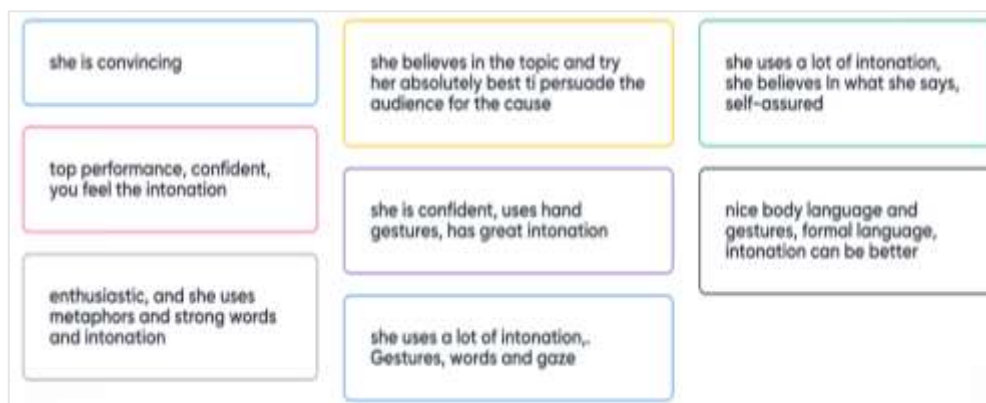 she is convincing
top performance, confident,
you feel the intonation
enthusiastic, and she uses
metaphors and strong words
and intonation
she believes in the topic and try
her absolutely best ti persuade the
audience for the cause
she is confident, uses hand
gestures, has great intonation
she uses a lot of intonation,.
Gestures, words and gaze
she uses a lot of intonation,
she believes in what she says,
self-assured
nice body language and
gestures, formal language,
intonation can be better